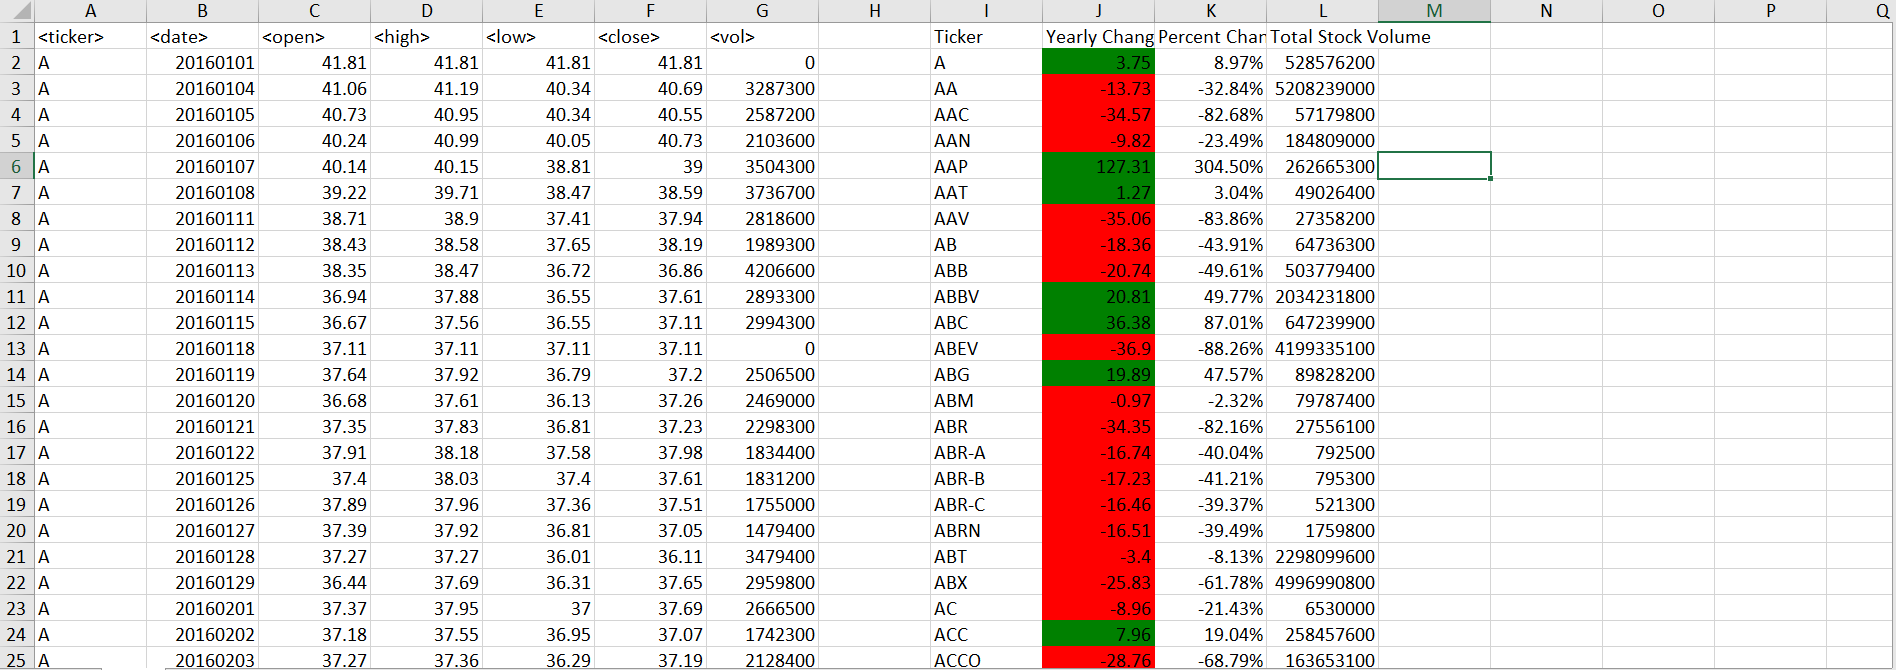 A B C D E F G H I J K L M N O P Q
1 <ticker> <date> <open> <high> <low> <close> <vol> Ticker Yearly Chang Percent Chan Total Stock Volume
2 A 20160101 41.81 41.81 41.81 41.81 0 A 3.75 8.97% 528576200
3 A 20160104 41.06 41.19 40.34 40.69 3287300 AA -13.73 -32.84% 5208239000
4 A 20160105 40.73 40.95 40.34 40.55 2587200 AAC -34.57 -82.68% 57179800
5 A 20160106 40.24 40.99 40.05 40.73 2103600 AAN -9.82 -23.49% 184809000
6 A 20160107 40.14 40.15 38.81 39 3504300 AAP 127.31 304.50% 262665300
7 A 20160108 39.22 39.71 38.47 38.59 3736700 AAT 1.27 3.04% 49026400
8 A 20160111 38.71 38.9 37.41 37.94 2818600 AAV -35.06 -83.86% 27358200
9 A 20160112 38.43 38.58 37.65 38.19 1989300 AB -18.36 -43.91% 64736300
10 A 20160113 38.35 38.47 36.72 36.86 4206600 ABB -20.74 -49.61% 503779400
11 A 20160114 36.94 37.88 36.55 37.61 2893300 ABBV 20.81 49.77% 2034231800
12 A 20160115 36.67 37.56 36.55 37.11 2994300 ABC 36.38 87.01% 647239900
13 A 20160118 37.11 37.11 37.11 37.11 0 ABEV -36.9 -88.26% 4199335100
14 A 20160119 37.64 37.92 36.79 37.2 2506500 ABG 19.89 47.57% 89828200
15 A 20160120 36.68 37.61 36.13 37.26 2469000 ABM -0.97 -2.32% 79787400
16 A 20160121 37.35 37.83 36.81 37.23 2298300 ABR -34.35 -82.16% 27556100
17 A 20160122 37.91 38.18 37.58 37.98 1834400 ABR-A -16.74 -40.04% 792500
18 A 20160125 37.4 38.03 37.4 37.61 1831200 ABR-B -17.23 -41.21% 795300
19 A 20160126 37.89 37.96 37.36 37.51 1755000 ABR-C -16.46 -39.37% 521300
20 A 20160127 37.39 37.92 36.81 37.05 1479400 ABRN -16.51 -39.49% 1759800
21 A 20160128 37.27 37.27 36.01 36.11 3479400 ABT -3.4 -8.13% 2298099600
22 A 20160129 36.44 37.69 36.31 37.65 2959800 ABX -25.83 -61.78% 4996990800
23 A 20160201 37.37 37.95 37 37.69 2666500 AC -8.96 -21.43% 6530000
24 A 20160202 37.18 37.55 36.95 37.07 1742300 ACC 7.96 19.04% 258457600
25 A 20160203 37.27 37.36 36.29 37.19 2128400 ACCO -28.76 -68.79% 163653100